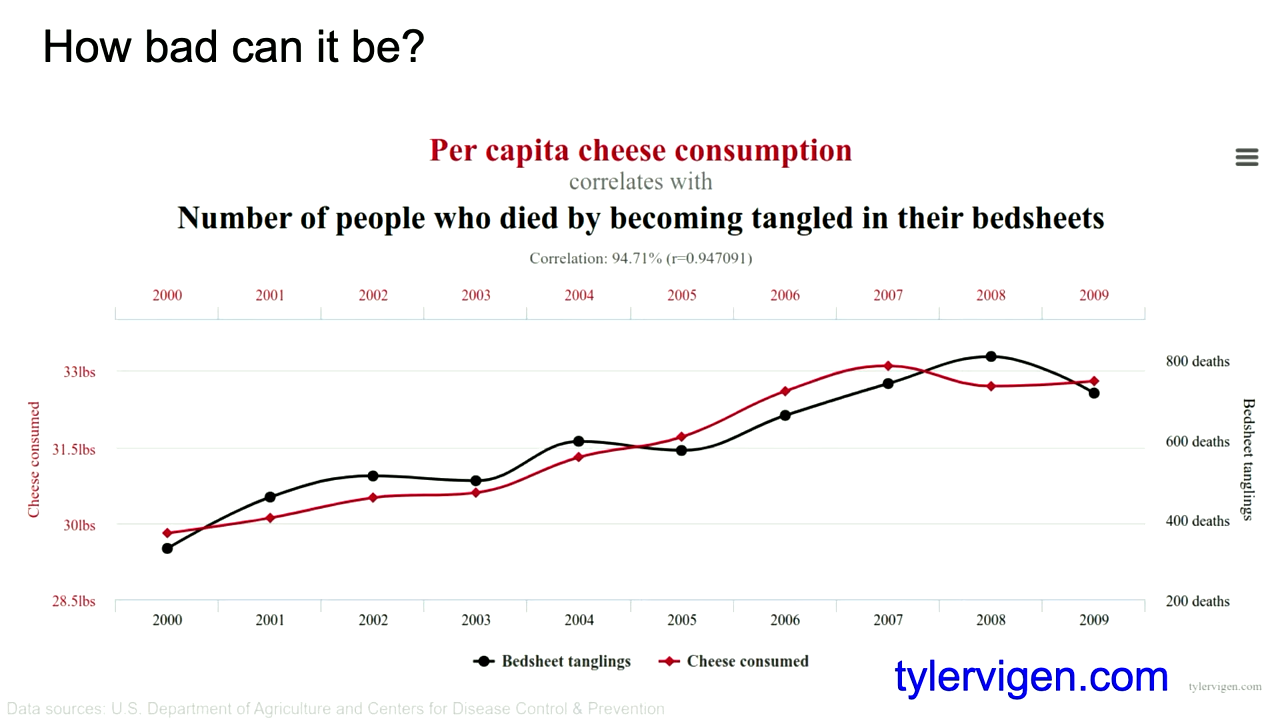 How bad can it be?
Per capita cheese consumption
correlates with
Number of people who died by becoming tangled in their bedsheets
Correlation: 94.71% (r=0.947091)
2000 2001 2002 2003 2004 2005 2006 2007 2008 2009
33lbs
31.5lbs
30lbs
28.5lbs
Cheese consumed
800 deaths
600 deaths
400 deaths
200 deaths
Bedsheet tanglings
2000 2001 2002 2003 2004 2005 2006 2007 2008 2009
Bedsheet tanglings Cheese consumed
tylervigen.com
tylervigen.com
Data sources: U.S. Department of Agriculture and Centers for Disease Control & Prevention